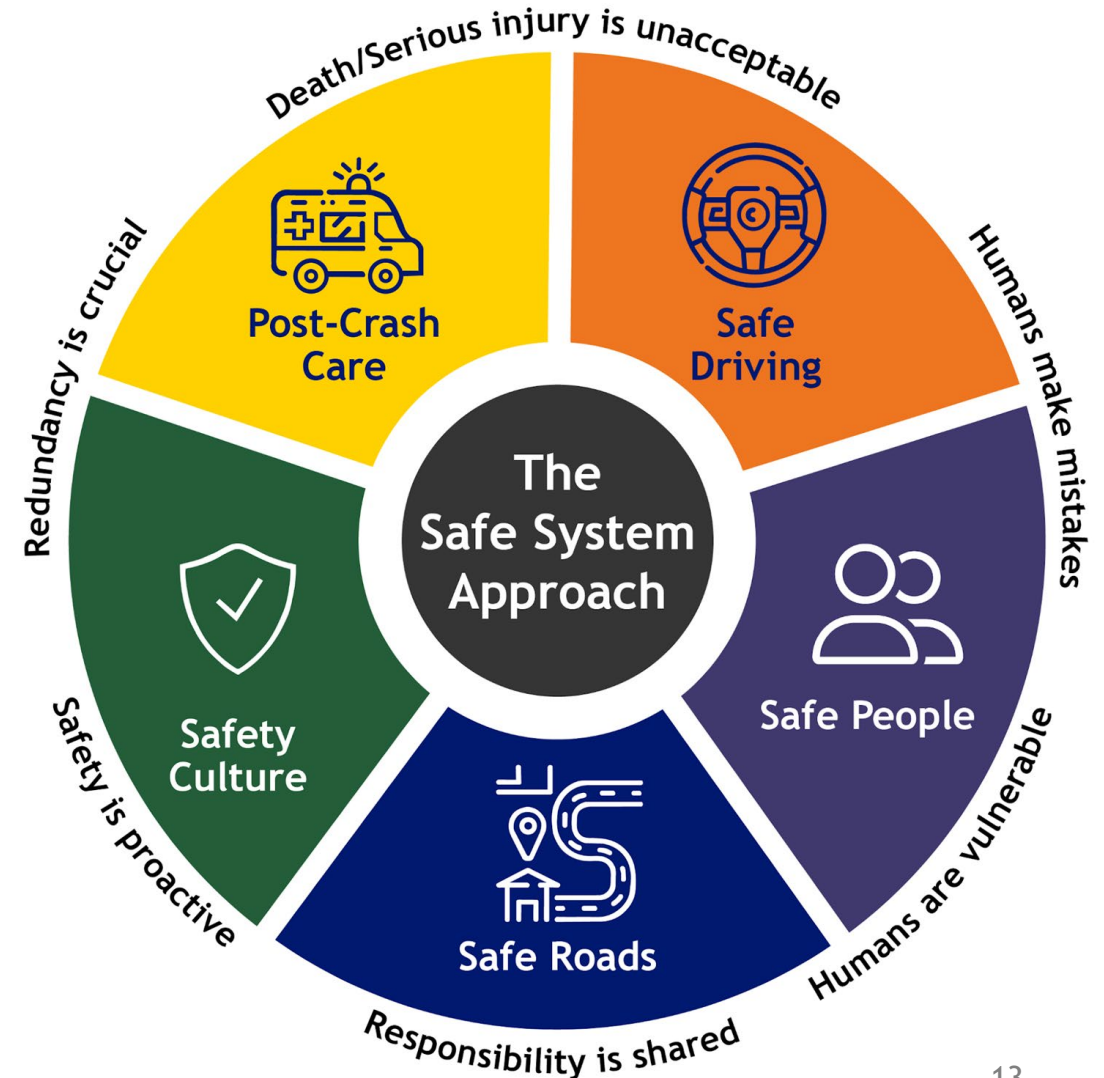 Death/Serious injury is unacceptable
Humans make mistakes
Humans are vulnerable
Responsibility is shared
Safety is proactive
Redundancy is crucial
Post-Crash
Care
Safe
Driving
The
Safe System
Approach
Safe People
Safety
Culture
Safe Roads
C
13